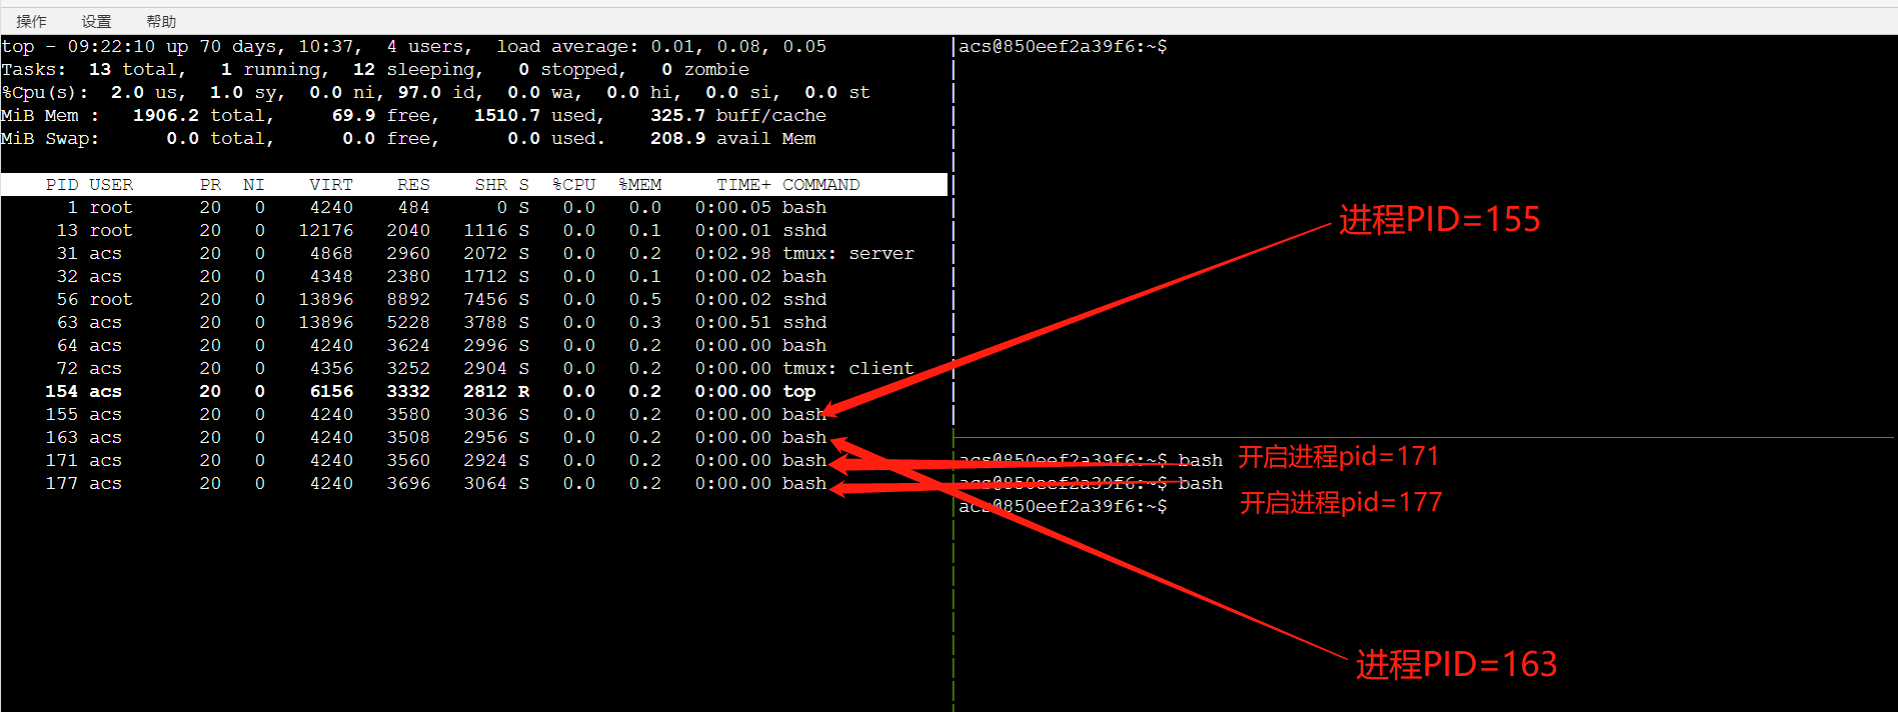 操作 设置 帮助
top - 09:22:10 up 70 days, 10:37,  4 users,  load average: 0.01, 0.08, 0.05
Tasks:  13 total,   1 running,  12 sleeping,   0 stopped,   0 zombie
%Cpu(s):  2.0 us,  1.0 sy,  0.0 ni, 97.0 id,  0.0 wa,  0.0 hi,  0.0 si,  0.0 st
MiB Mem :   1906.2 total,     69.9 free,   1510.7 used,    325.7 buff/cache
MiB Swap:      0.0 total,      0.0 free,      0.0 used.    208.9 avail Mem
PID USER      PR  NI    VIRT    RES    SHR S  %CPU  %MEM     TIME+ COMMAND
1 root      20   0    4240    484      0 S   0.0   0.0   0:00.05 bash
13 root      20   0   12176   2040   1116 S   0.0   0.1   0:00.01 sshd
31 acs       20   0    4868   2960   2072 S   0.0   0.2   0:02.98 tmux: server
32 acs       20   0    4348   2380   1712 S   0.0   0.1   0:00.02 bash
56 root      20   0   13896   8892   7456 S   0.0   0.5   0:00.02 sshd
63 acs       20   0   13896   5228   3788 S   0.0   0.3   0:00.51 sshd
64 acs       20   0    4240   3624   2996 S   0.0   0.2   0:00.00 bash
72 acs       20   0    4356   3252   2904 S   0.0   0.2   0:00.00 tmux: client
154 acs       20   0    6156   3332   2812 R   0.0   0.2   0:00.00 top
155 acs       20   0    4240   3580   3036 S   0.0   0.2   0:00.00 bash
163 acs       20   0    4240   3508   2956 S   0.0   0.2   0:00.00 bash
171 acs       20   0    4240   3560   2924 S   0.0   0.2   0:00.00 bash
177 acs       20   0    4240   3696   3064 S   0.0   0.2   0:00.00 bash
acs@850eef2a39f6:~$
进程PID=155
acs@850eef2a39f6:~$ bash 开启进程pid=171
acs@850eef2a39f6:~$ bash
acs@850eef2a39f6:~$ 开启进程pid=177
进程PID=163